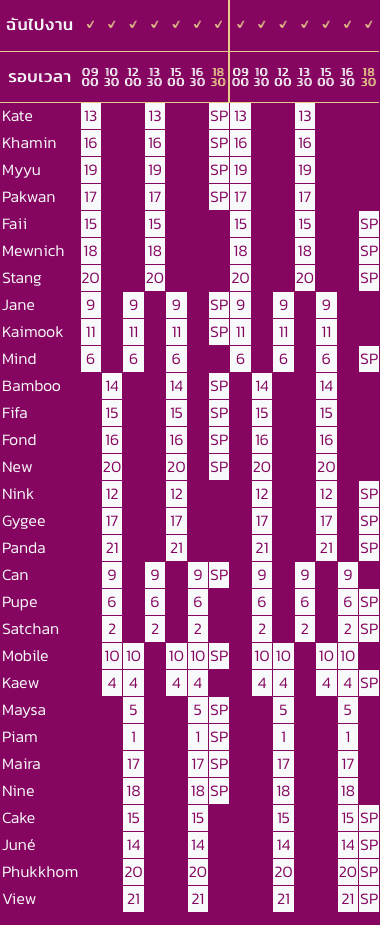 ฉันไปงาน ✓ ✓ ✓ ✓ ✓ ✓ ✓ ✓ ✓ ✓ ✓ ✓ ✓ ✓
รอบเวลา 09 00 10 30 12 00 13 30 15 00 16 30 18 30 09 00 10 30 12 00 13 30 15 00 16 30 18 30
Kate 13 13 SP 13 13
Khamin 16 16 SP 16 16
Myyu 19 19 SP 19 19
Pakwan 17 17 SP 17 17
Faii 15 15 15 15 SP
Mewnich 18 18 18 18 SP
Stang 20 20 20 20 SP
Jane 9 9 9 SP 9 9 9
Kaimook 11 11 11 SP 11 11 11
Mind 6 6 6 6 6 6 SP
Bamboo 14 14 SP 14 14
Fifa 15 15 SP 15 15
Fond 16 16 SP 16 16
New 20 20 SP 20 20
Nink 12 12 12 12 SP
Gygee 17 17 17 17 SP
Panda 21 21 21 21 SP
Can 9 9 9 SP 9 9 9
Pupe 6 6 6 6 6 6 SP
Satchan 2 2 2 2 2 2 SP
Mobile 10 10 10 10 SP 10 10 10 10
Kaew 4 4 4 4 4 4 4 4 SP
Maysa 5 5 SP 5 5
Piam 1 1 SP 1 1
Maira 17 17 SP 17 17
Nine 18 18 SP 18 18
Cake 15 15 15 15 SP
Juné 14 14 14 14 SP
Phukkhom 20 20 20 20 SP
View 21 21 21 21 SP